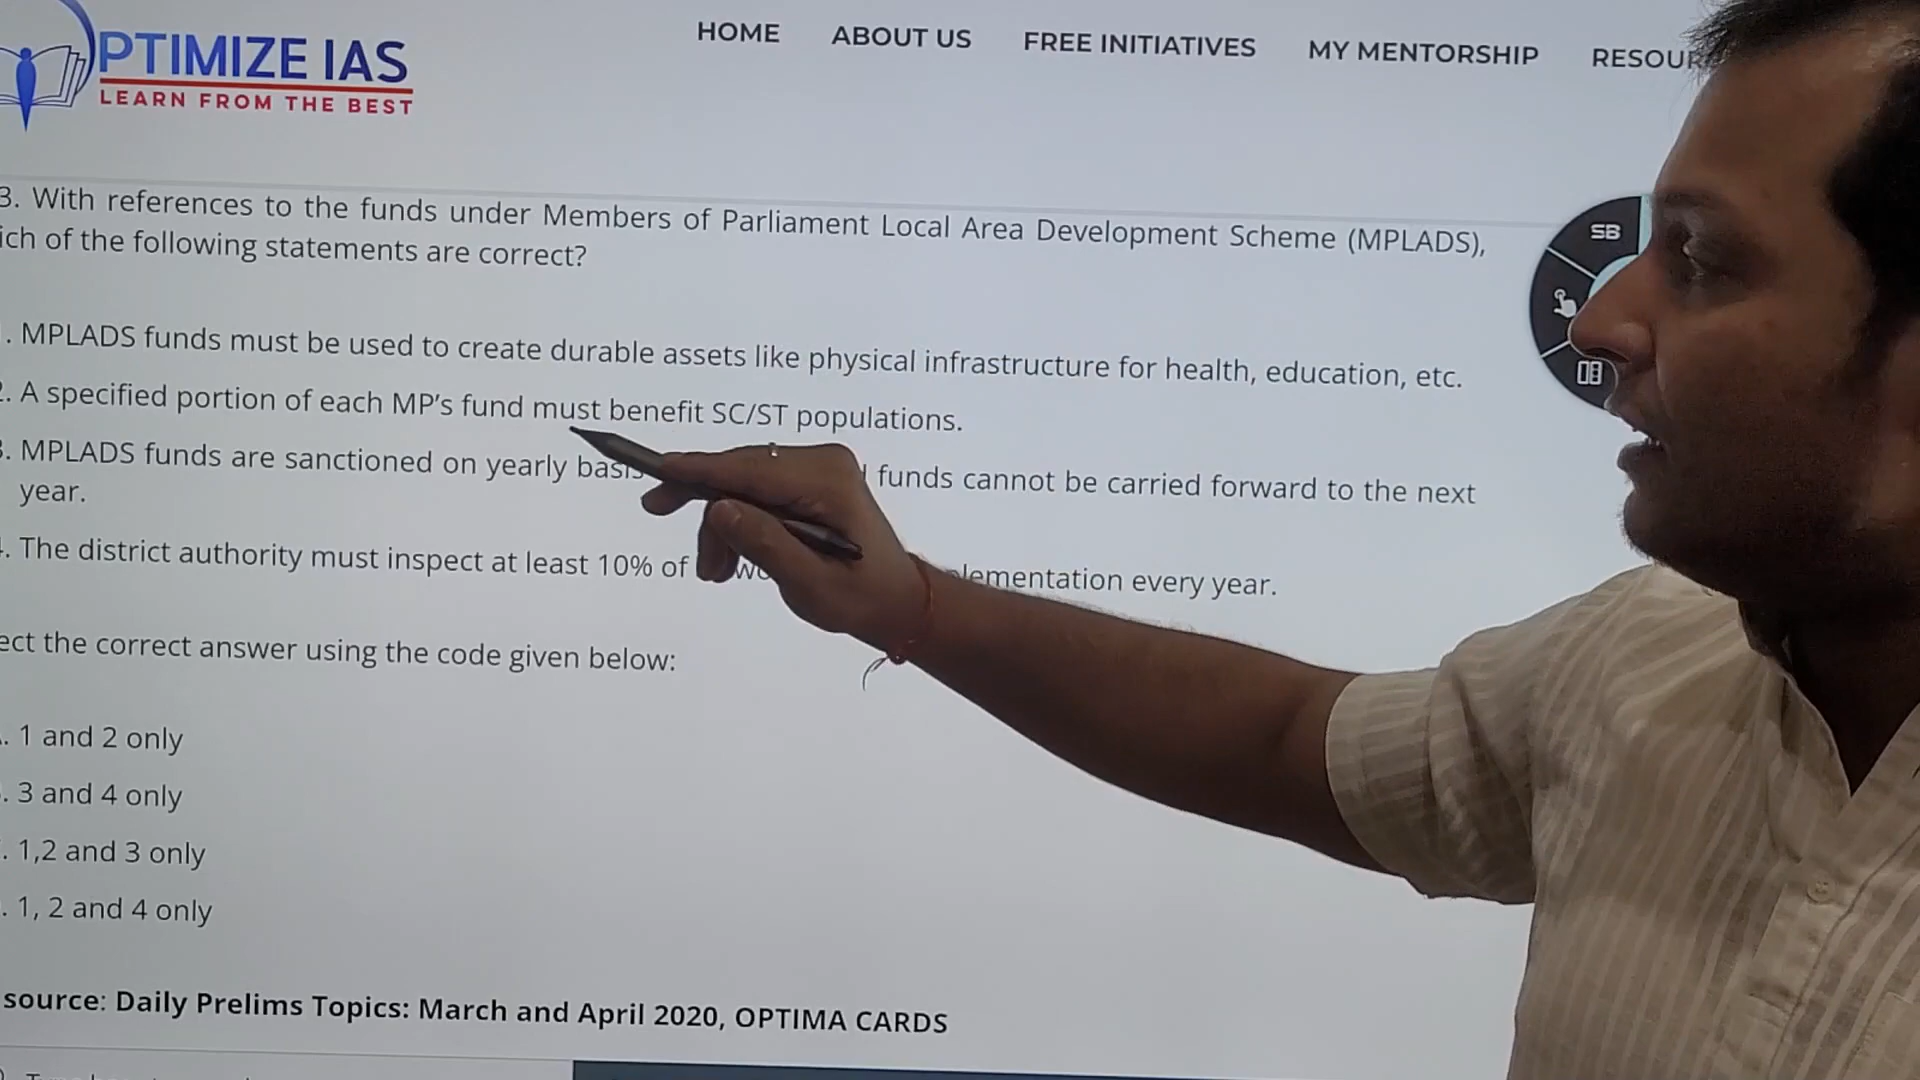 PTIMIZE IAS
LEARN FROM THE BEST
HOME ABOUT US FREE INITIATIVES MY MENTORSHIP RESOUR
3. With references to the funds under Members of Parliament Local Area Development Scheme (MPLADS),
ich of the following statements are correct?
SB
. MPLADS funds must be used to create durable assets like physical infrastructure for health, education, etc.
2. A specified portion of each MP's fund must benefit SC/ST populations.
3. MPLADS funds are sanctioned on yearly basis funds cannot be carried forward to the next
year.
. The district authority must inspect at least 10% of lementation every year.
ect the correct answer using the code given below:
. 1 and 2 only
. 3 and 4 only
. 1,2 and 3 only
. 1, 2 and 4 only
source: Daily Prelims Topics: March and April 2020, OPTIMA CARDS